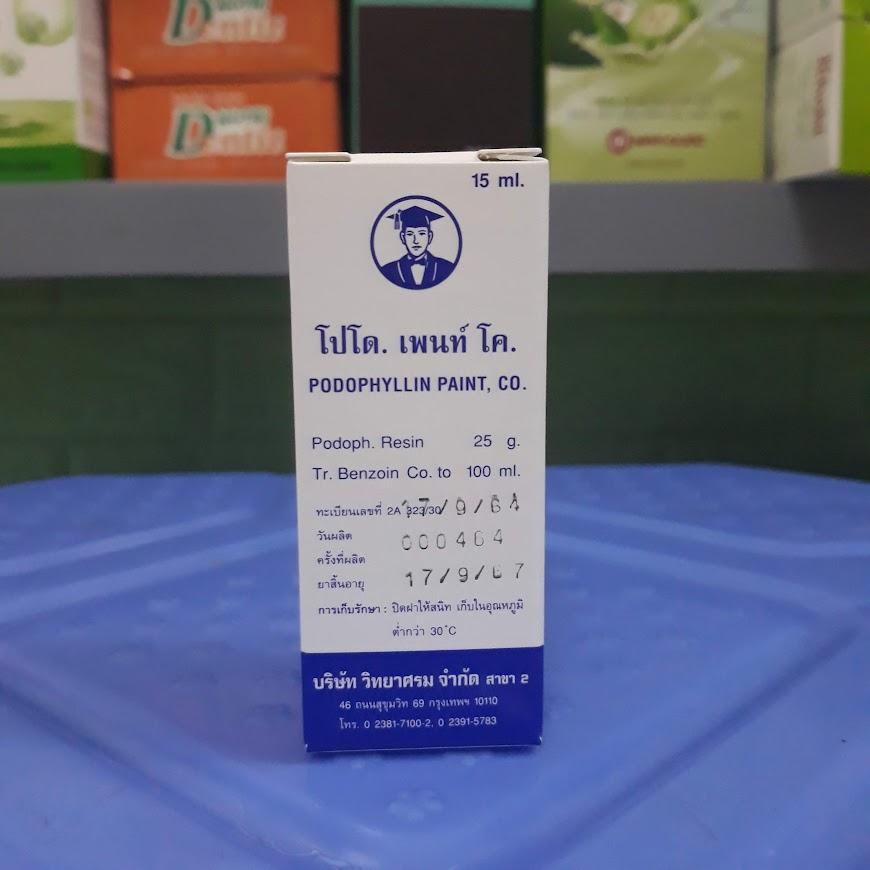 15 ml.
โปโด. เพนท์ โค.
PODOPHYLLIN PAINT, CO.
Podoph. Resin 25 g.
Tr. Benzoin Co. to 100 ml.
ทะเบียนเลขที่ 2A 323/30
วันผลิต 17/9/64
ครั้งที่ผลิต 000464
ยาสิ้นอายุ 17/9/67
การเก็บรักษา : ปิดฝาให้สนิท เก็บในอุณหภูมิ
ต่ำกว่า 30°C
บริษัท วิทยาศรม จำกัด สาขา 2
46 ถนนสุขุมวิท 69 กรุงเทพฯ 10110
โทร. 0 2381-7100-2, 0 2391-5783